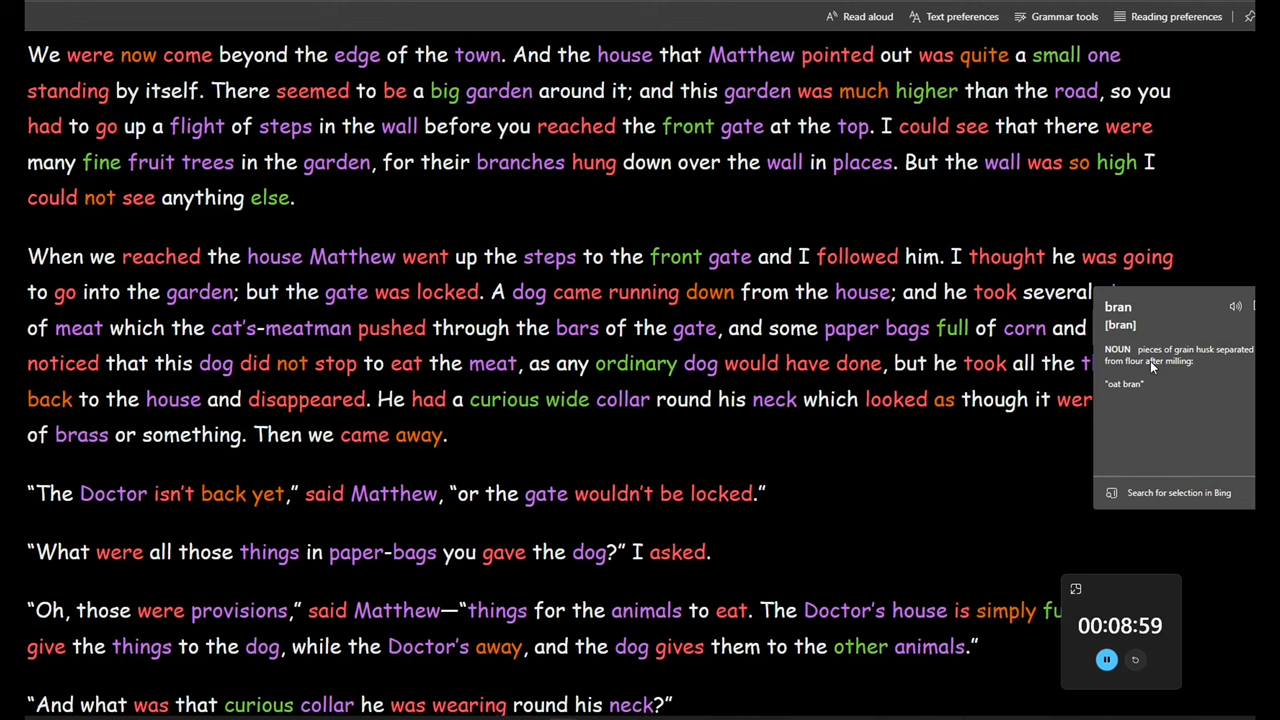 Read aloud Text preferences Grammar tools Reading preferences
We were now come beyond the edge of the town. And the house that Matthew pointed out was quite a small one
standing by itself. There seemed to be a big garden around it; and this garden was much higher than the road, so you
had to go up a flight of steps in the wall before you reached the front gate at the top. I could see that there were
many fine fruit trees in the garden, for their branches hung down over the wall in places. But the wall was so high I
could not see anything else.
When we reached the house Matthew went up the steps to the front gate and I followed him. I thought he was going
to go into the garden; but the gate was locked. A dog came running down from the house; and he took several
of meat which the cat's-meatman pushed through the bars of the gate, and some paper bags full of corn and
noticed that this dog did not stop to eat the meat, as any ordinary dog would have done, but he took all the
back to the house and disappeared. He had a curious wide collar round his neck which looked as though it wer
of brass or something. Then we came away.
“The Doctor isn’t back yet,” said Matthew, “or the gate wouldn’t be locked.”
“What were all those things in paper-bags you gave the dog?” I asked.
“Oh, those were provisions,” said Matthew—“things for the animals to eat. The Doctor’s house is simply fu
give the things to the dog, while the Doctor’s away, and the dog gives them to the other animals.”
“And what was that curious collar he was wearing round his neck?”
bran
[bran]
NOUN pieces of grain husk separated
from flour after milling:
"oat bran"
Search for selection in Bing
00:08:59